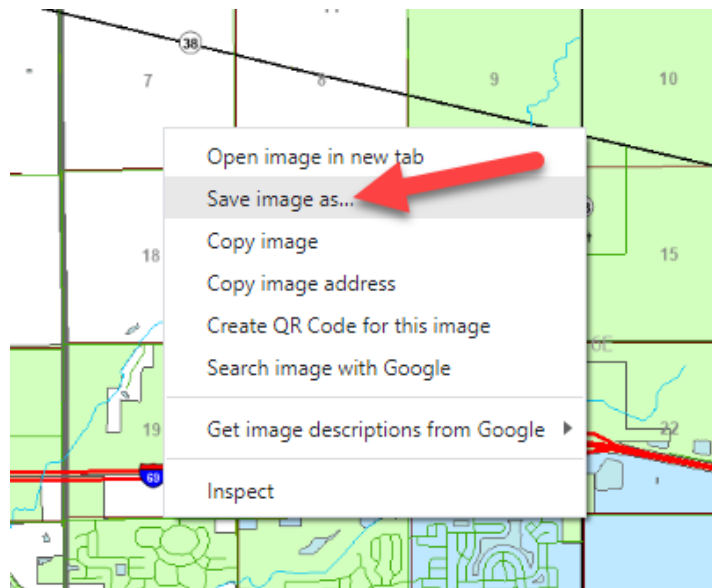 38
7
8
9
10
Open image in new tab
Save image as...
Copy image
18
15
Copy image address
Create QR Code for this image
6E
Search image with Google
19
Get image descriptions from Google
22
69
Inspect